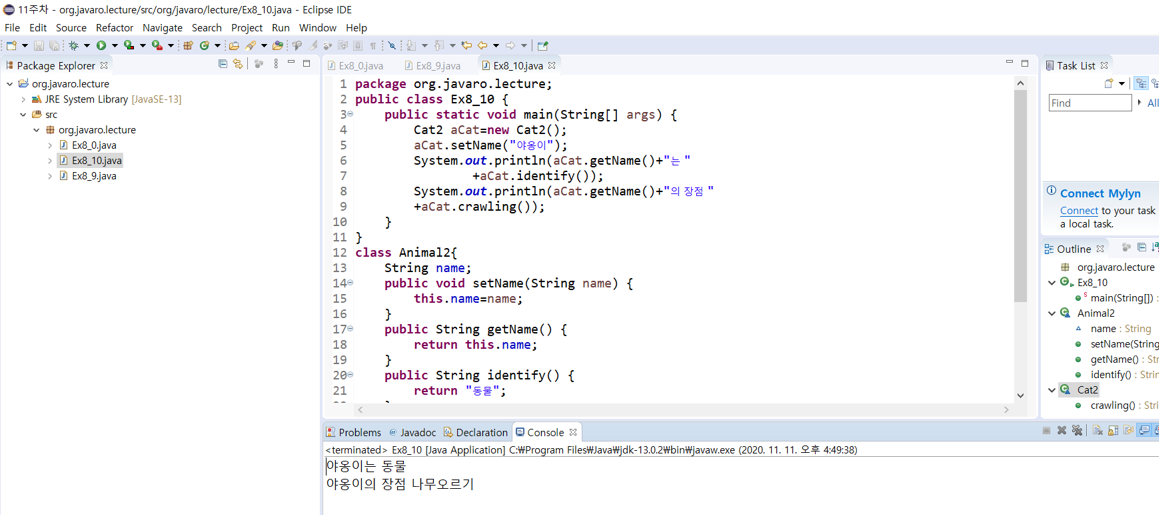 11주차 - org.javaro.lecture/src/org/javaro/lecture/Ex8_10.java - Eclipse IDE
File Edit Source Refactor Navigate Search Project Run Window Help
Package Explorer
org.javaro.lecture
JRE System Library [JavaSE-13]
src
org.javaro.lecture
Ex8_0.java
Ex8_10.java
Ex8_9.java
Ex8_0.java Ex8_9.java Ex8_10.java
1 package org.javaro.lecture;
2 public class Ex8_10 {
3 public static void main(String[] args) {
4 Cat2 aCat=new Cat2();
5 aCat.setName("야옹이");
6 System.out.println(aCat.getName()+"는 "
7 +aCat.identify());
8 System.out.println(aCat.getName()+"의 장점 "
9 +aCat.crawling());
10 }
11 }
12 class Animal2{
13 String name;
14 public void setName(String name) {
15 this.name=name;
16 }
17 public String getName() {
18 return this.name;
19 }
20 public String identify() {
21 return "동물";
Task List
Find All
Connect Mylyn
Connect to your task
a local task.
Outline
org.javaro.lecture
Ex8_10
main(String[]) :
Animal2
name : String
setName(String
getName() : Stri
identify() : Strin
Cat2
crawling() : Stri
Problems Javadoc Declaration Console
<terminated> Ex8_10 [Java Application] C:₩Program Files₩Java₩jdk-13.0.2₩bin₩javaw.exe (2020. 11. 11. 오후 4:49:38)
야옹이는 동물
야옹이의 장점 나무오르기